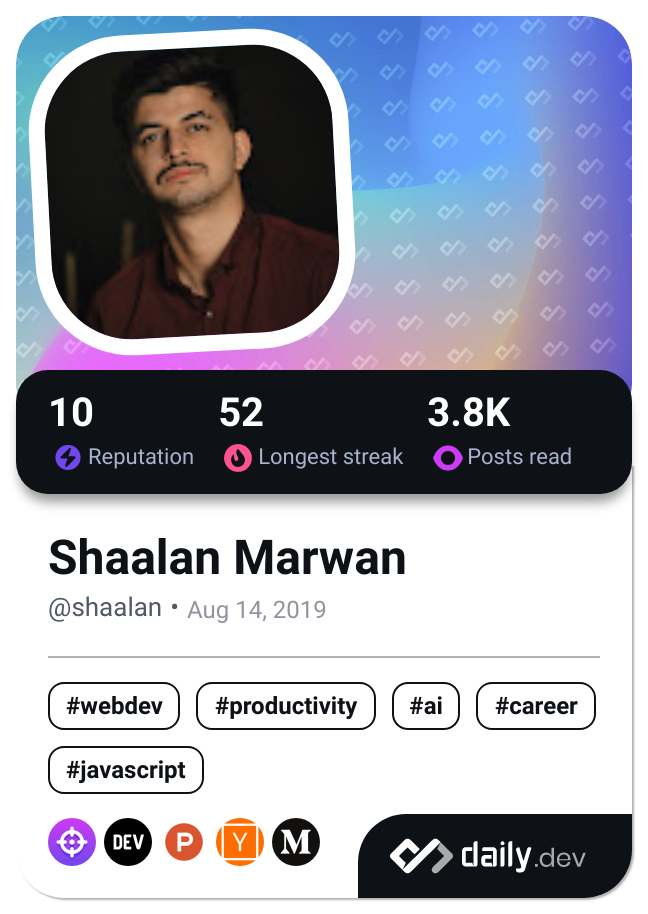 10 52 3.8K
Reputation Longest streak Posts read
Shaalan Marwan
@shaalan • Aug 14, 2019
#webdev #productivity #ai #career
#javascript
DEV P Y M daily.dev